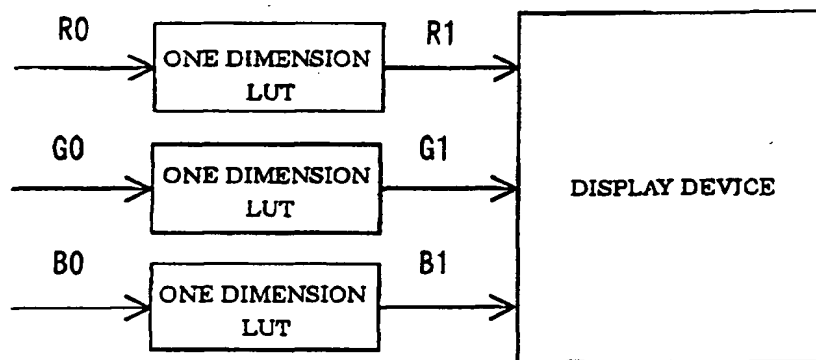 R0
ONE DIMENSION
LUT
R1
G0
ONE DIMENSION
LUT
G1
DISPLAY DEVICE
B0
ONE DIMENSION
LUT
B1